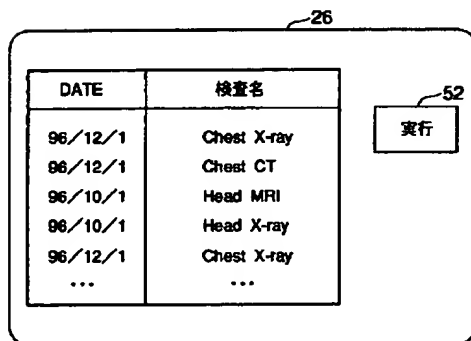 26
DATE 検査名
52
実行
96/12/1 Chest X-ray
96/12/1 Chest CT
96/10/1 Head MRI
96/10/1 Head X-ray
96/12/1 Chest X-ray
... ...